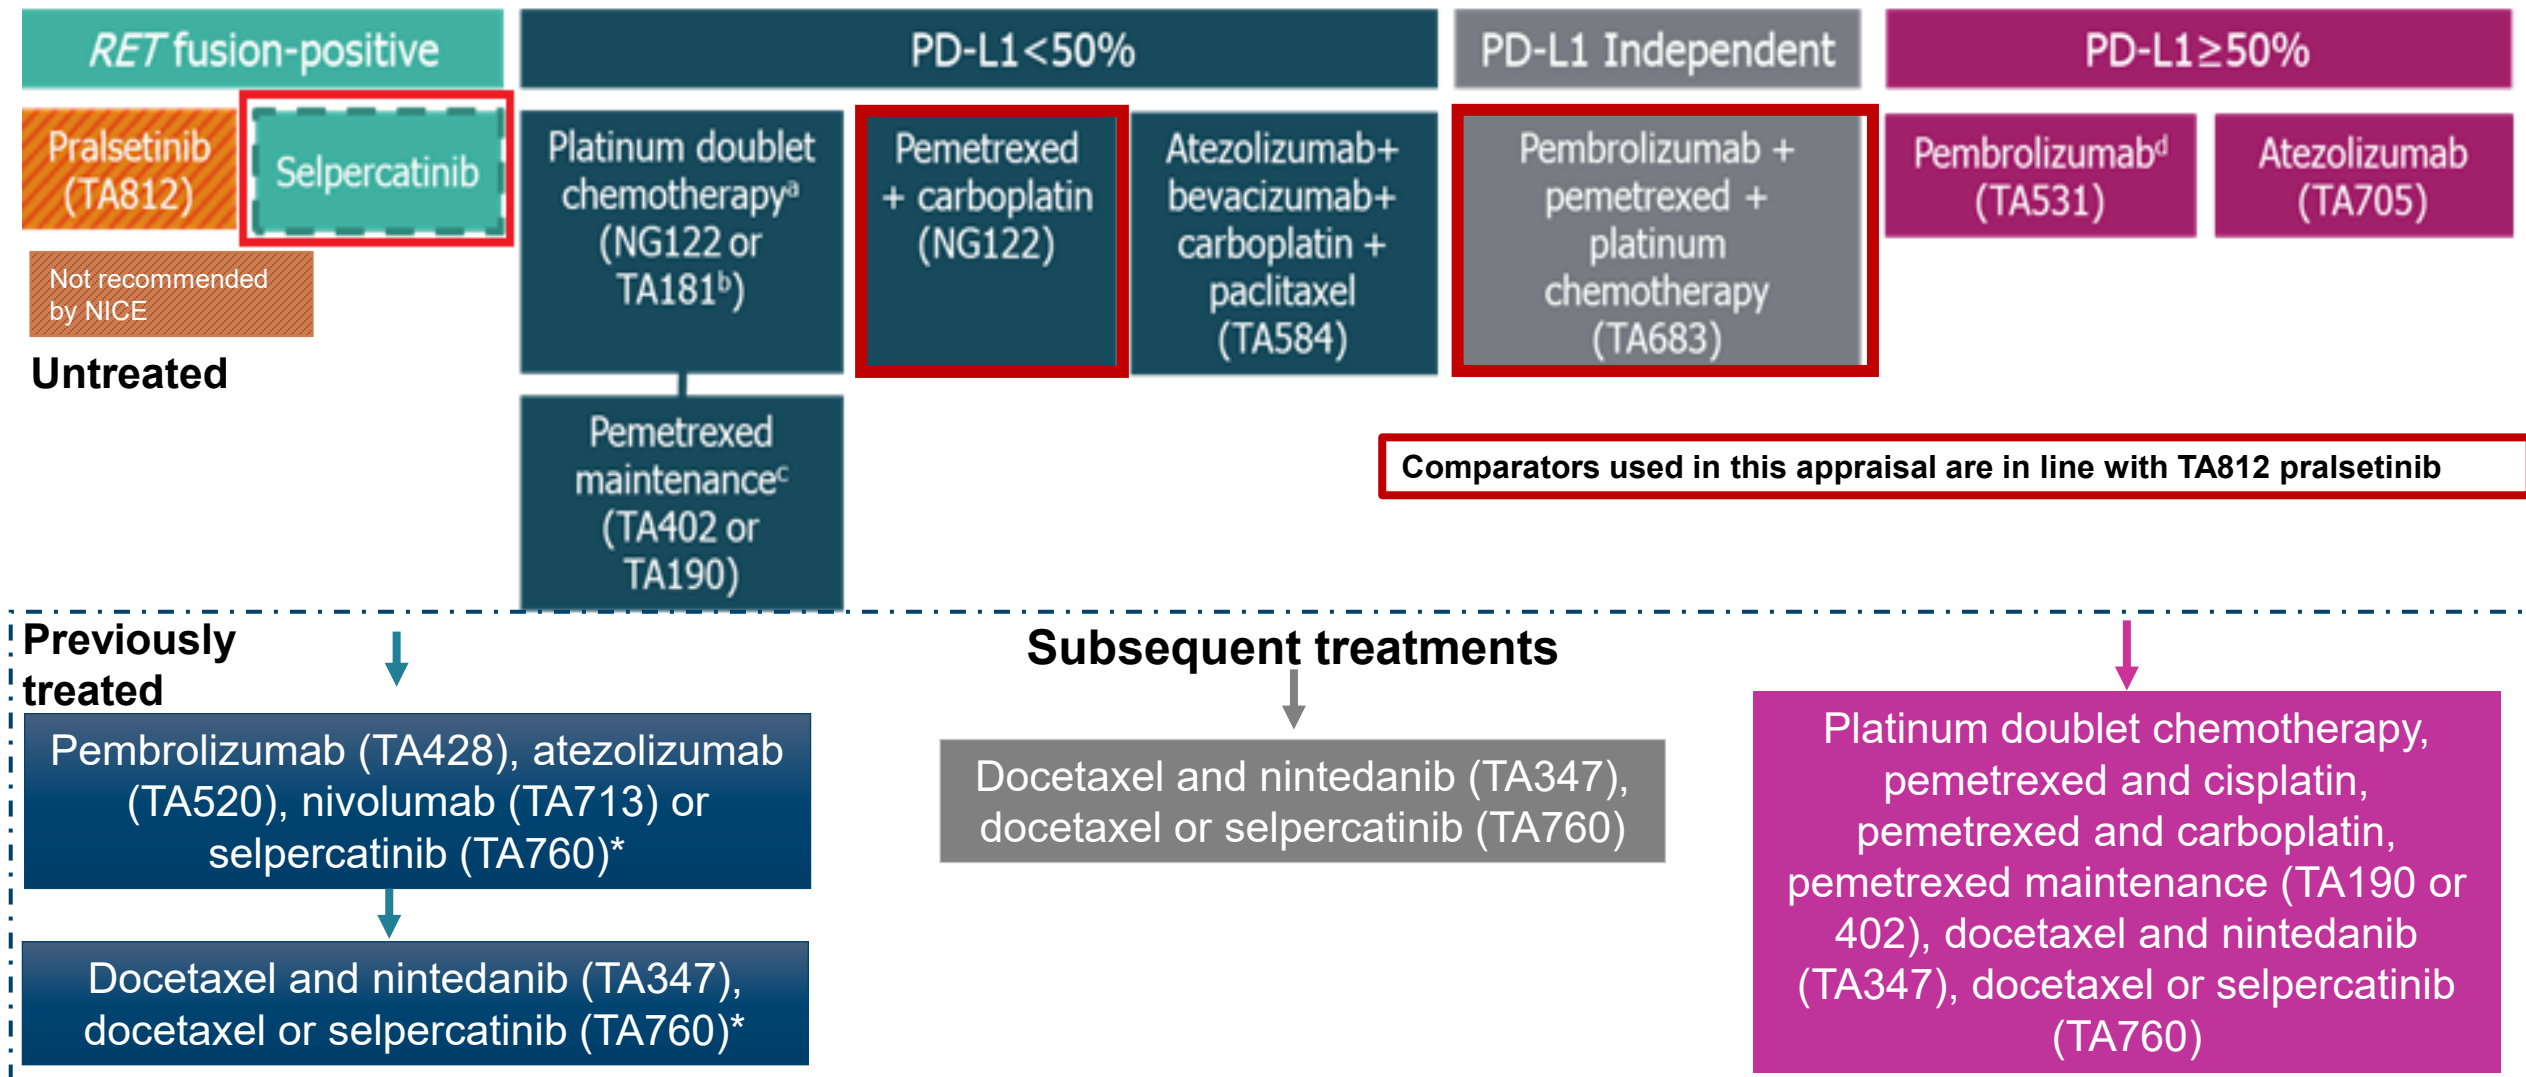 RET fusion-positive
PD-L1<50%
PD-L1 Independent
PD-L1≥50%
Pralsetinib
(TA812)
Selpercatinib
Not recommended
by NICE
Untreated
Platinum doublet
chemotherapyᵃ
(NG122 or
TA181ᵇ)
Pemetrexed
+ carboplatin
(NG122)
Atezolizumab+
bevacizumab+
carboplatin +
paclitaxel
(TA584)
Pembrolizumab +
pemetrexed +
platinum
chemotherapy
(TA683)
Pembrolizumabᵈ
(TA531)
Atezolizumab
(TA705)
Pemetrexed
maintenanceᶜ
(TA402 or
TA190)
Comparators used in this appraisal are in line with TA812 pralsetinib
Previously
treated
Subsequent treatments
Pembrolizumab (TA428), atezolizumab
(TA520), nivolumab (TA713) or
selpercatinib (TA760)*
Docetaxel and nintedanib (TA347),
docetaxel or selpercatinib (TA760)*
Docetaxel and nintedanib (TA347),
docetaxel or selpercatinib (TA760)
Platinum doublet chemotherapy,
pemetrexed and cisplatin,
pemetrexed and carboplatin,
pemetrexed maintenance (TA190 or
402), docetaxel and nintedanib
(TA347), docetaxel or selpercatinib
(TA760)